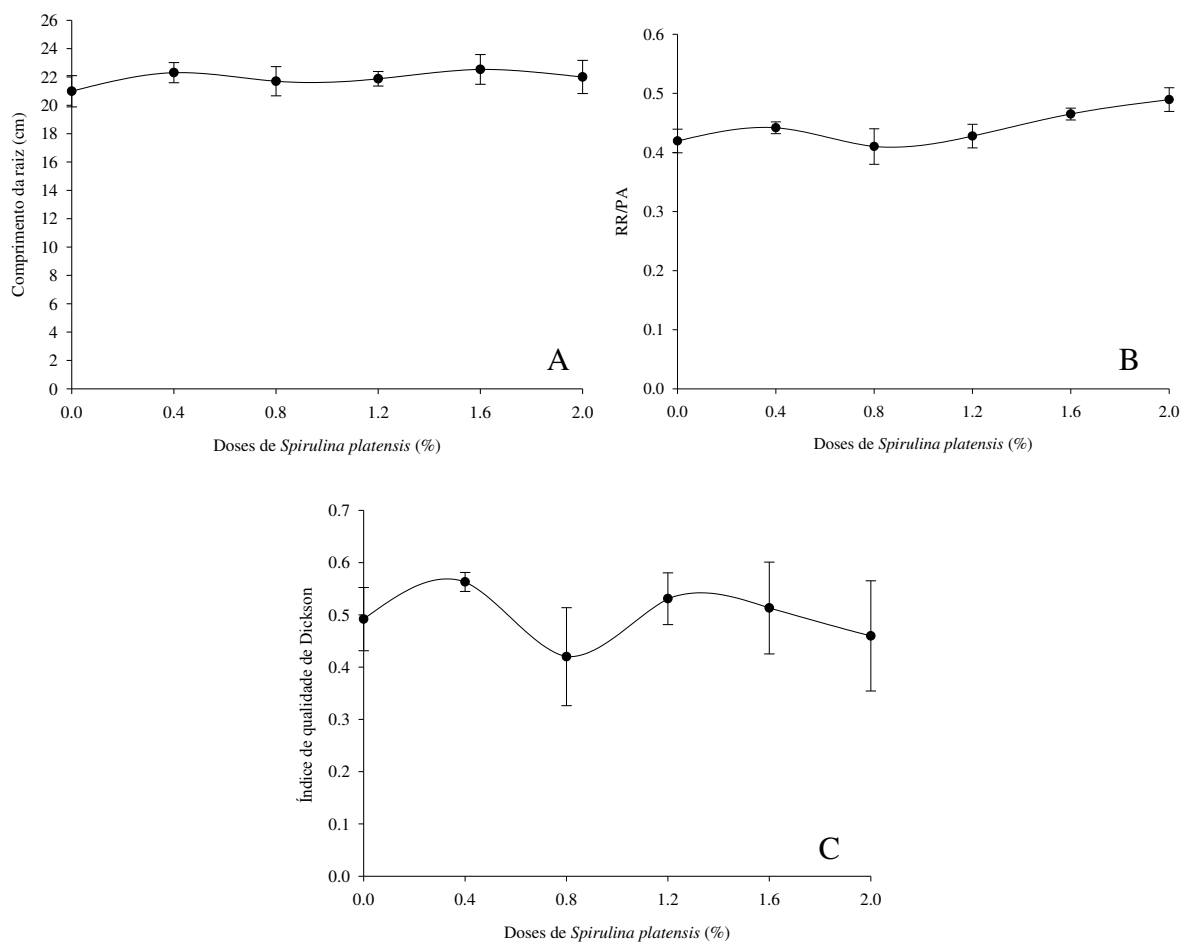 26
24
22
20
18
16
14
12
10
8
6
4
2
0
Comprimento da raiz (cm)
A
0.0 0.4 0.8 1.2 1.6 2.0
Doses de Spirulina platensis (%)
0.6
0.5
0.4
0.3
0.2
0.1
0.0
RR/PA
B
0.0 0.4 0.8 1.2 1.6 2.0
Doses de Spirulina platensis (%)
0.7
0.6
0.5
0.4
0.3
0.2
0.1
0.0
Índice de qualidade de Dickson
C
0.0 0.4 0.8 1.2 1.6 2.0
Doses de Spirulina platensis (%)